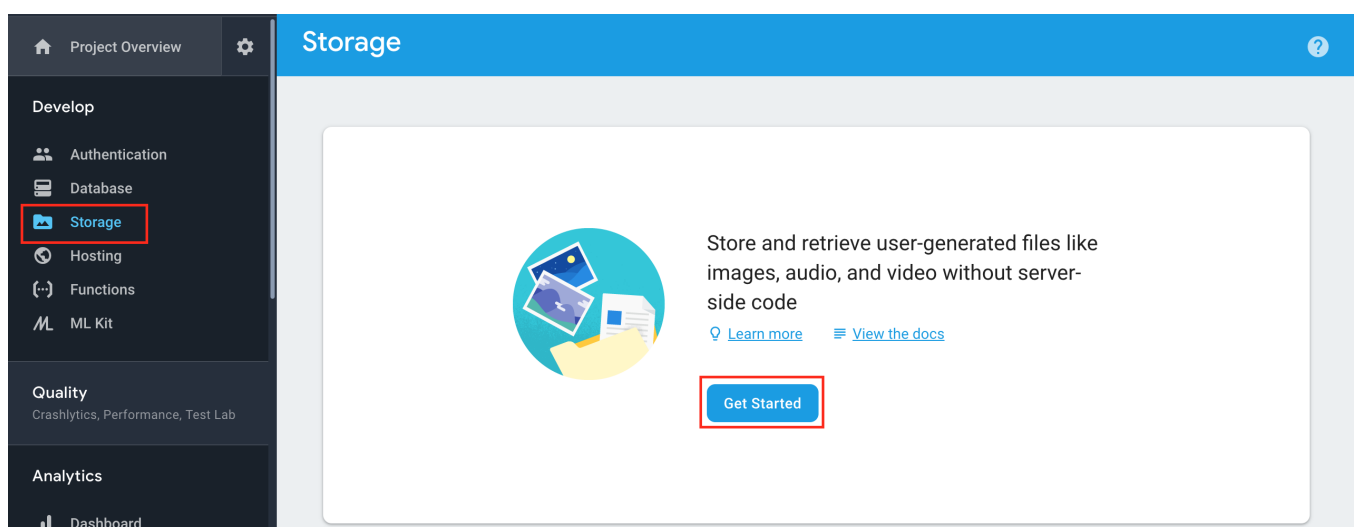 Project Overview
Storage
Develop
Authentication
Database
Storage
Hosting
Functions
ML Kit
Quality
Crashlytics, Performance, Test Lab
Analytics
Dashboard
Store and retrieve user-generated files like
images, audio, and video without server-
side code
Learn more View the docs
Get Started